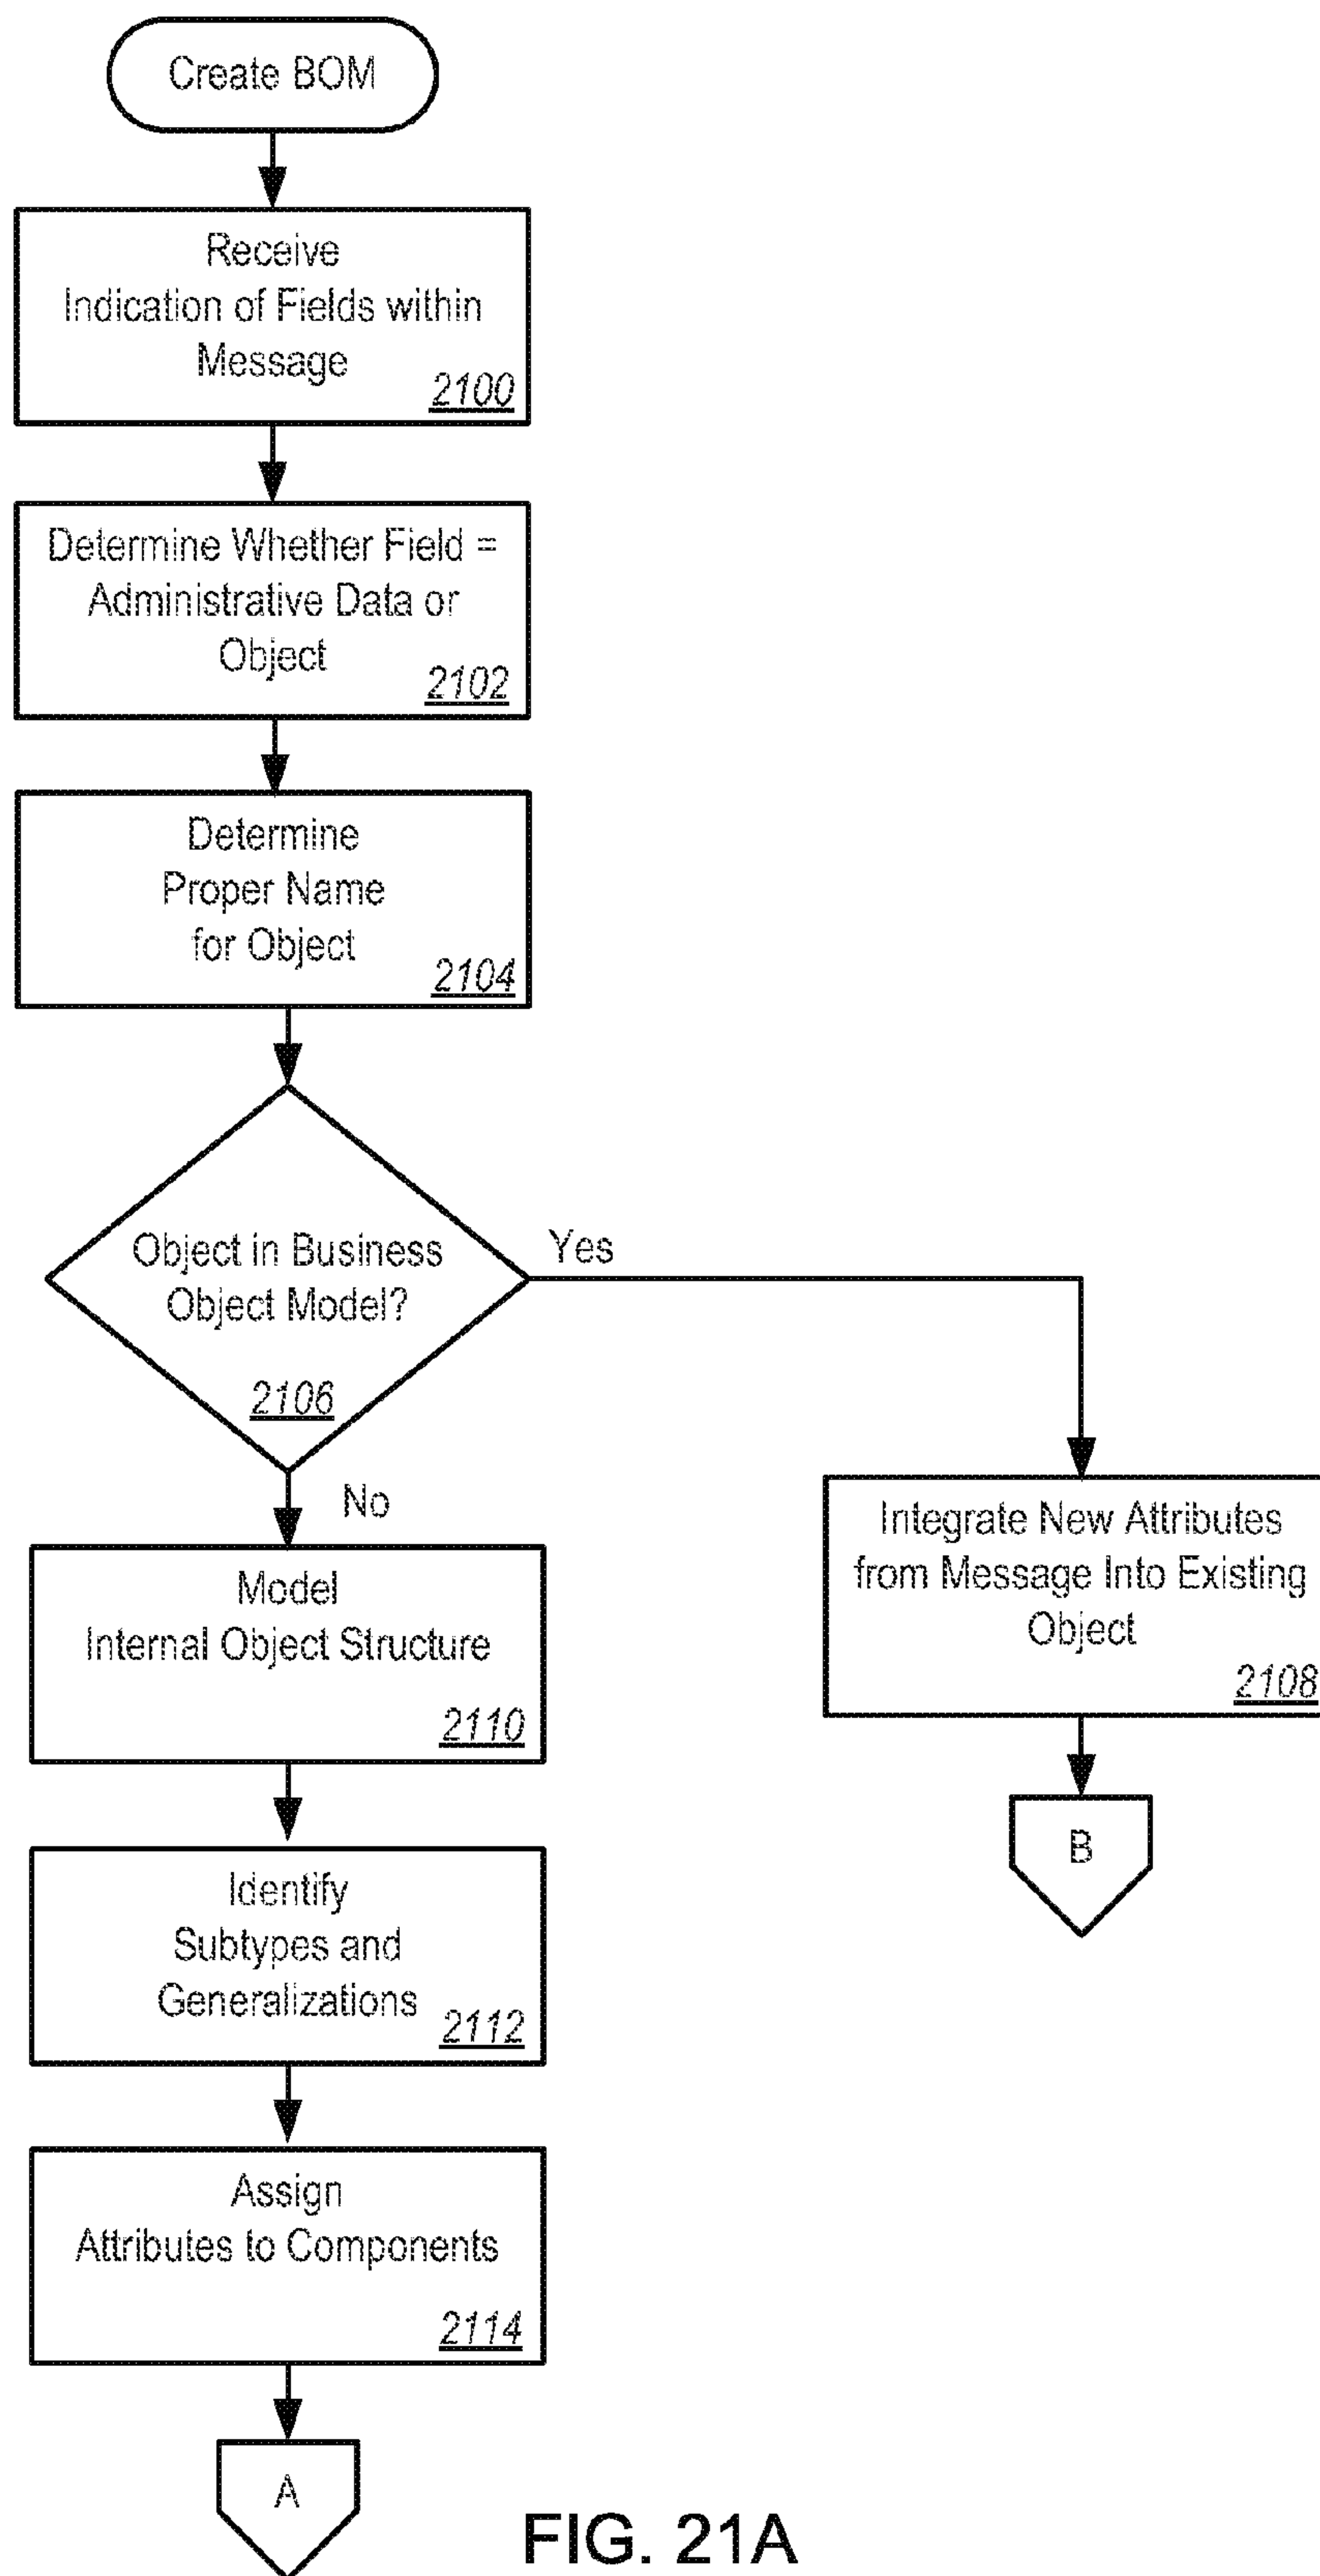 Create BOM
Receive
Indication of Fields within
Message
2100
Determine Whether Field =
Administrative Data or
Object
2102
Determine
Proper Name
for Object
2104
Object in Business
Object Model?
2106
Yes
No
Integrate New Attributes
from Message Into Existing
Object
2108
B
Model
Internal Object Structure
2110
Identify
Subtypes and
Generalizations
2112
Assign
Attributes to Components
2114
A
FIG. 21A